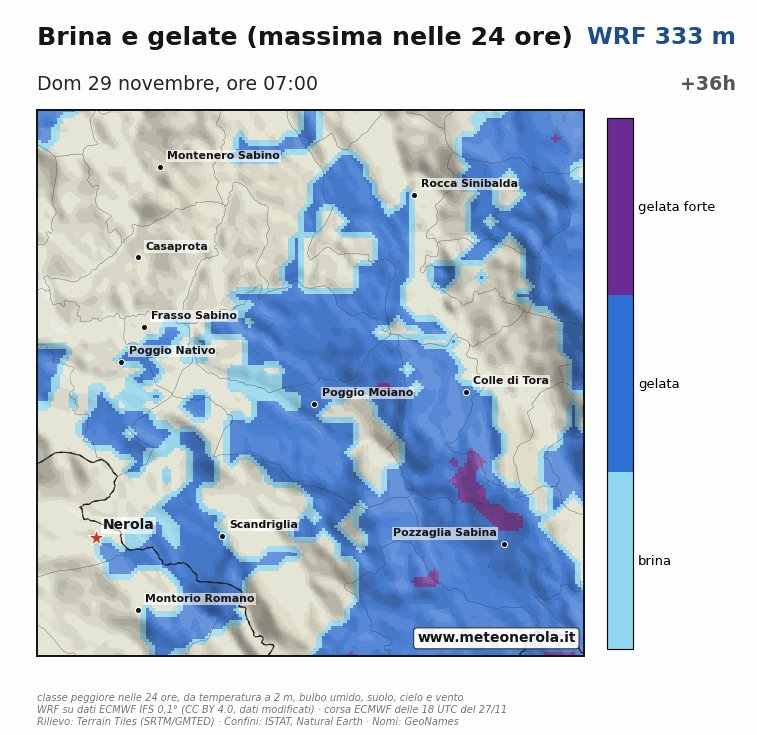 Brina e gelate (massima nelle 24 ore) WRF 333 m
Dom 29 novembre, ore 07:00 +36h
Montenero Sabino
Rocca Sinibalda
gelata forte
Casaprota
Frasso Sabino
Poggio Nativo
Colle di Tora
gelata
Poggio Moiano
Nerola
Scandriglia
Pozzaglia Sabina
brina
Montorio Romano
www.meteonerola.it
classe peggiore nelle 24 ore, da temperatura a 2 m, bulbo umido, suolo, cielo e vento
WRF su dati ECMWF IFS 0,1° (CC BY 4.0, dati modificati) · corsa ECMWF delle 18 UTC del 27/11
Rilievo: Terrain Tiles (SRTM/GMTED) · Confini: ISTAT, Natural Earth · Nomi: GeoNames